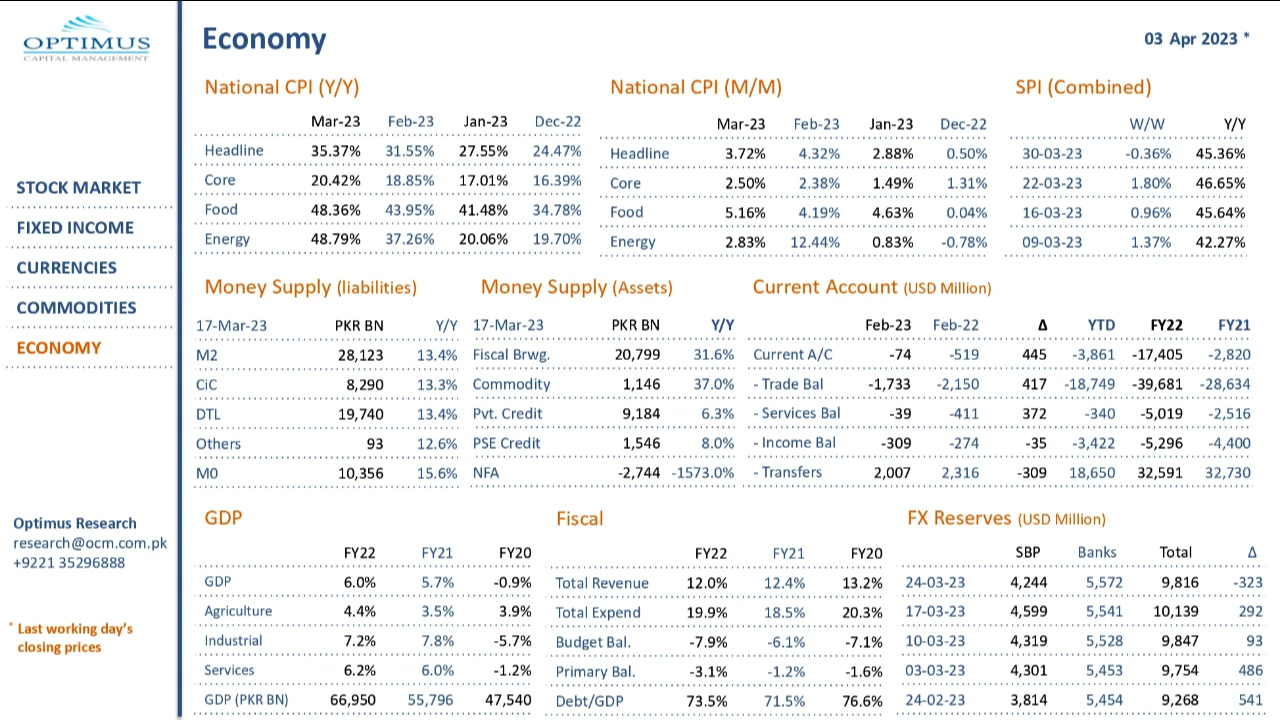 OPTIMUS
CAPITAL MANAGEMENT
Economy
03 Apr 2023 *
STOCK MARKET
FIXED INCOME
CURRENCIES
COMMODITIES
ECONOMY
Optimus Research
research@ocm.com.pk
+9221 35296888
* Last working day's
closing prices
National CPI (Y/Y)
Mar-23 Feb-23 Jan-23 Dec-22
Headline 35.37% 31.55% 27.55% 24.47%
Core 20.42% 18.85% 17.01% 16.39%
Food 48.36% 43.95% 41.48% 34.78%
Energy 48.79% 37.26% 20.06% 19.70%
National CPI (M/M)
Mar-23 Feb-23 Jan-23 Dec-22
Headline 3.72% 4.32% 2.88% 0.50%
Core 2.50% 2.38% 1.49% 1.31%
Food 5.16% 4.19% 4.63% 0.04%
Energy 2.83% 12.44% 0.83% -0.78%
SPI (Combined)
W/W Y/Y
30-03-23 -0.36% 45.36%
22-03-23 1.80% 46.65%
16-03-23 0.96% 45.64%
09-03-23 1.37% 42.27%
Money Supply (liabilities)
17-Mar-23 PKR BN Y/Y
M2 28,123 13.4%
CiC 8,290 13.3%
DTL 19,740 13.4%
Others 93 12.6%
M0 10,356 15.6%
Money Supply (Assets)
17-Mar-23 PKR BN Y/Y
Fiscal Brwg. 20,799 31.6%
Commodity 1,146 37.0%
Pvt. Credit 9,184 6.3%
PSE Credit 1,546 8.0%
NFA -2,744 -1573.0%
Current Account (USD Million)
Feb-23 Feb-22 Δ YTD FY22 FY21
Current A/C -74 -519 445 -3,861 -17,405 -2,820
- Trade Bal -1,733 -2,150 417 -18,749 -39,681 -28,634
- Services Bal -39 -411 372 -340 -5,019 -2,516
- Income Bal -309 -274 -35 -3,422 -5,296 -4,400
- Transfers 2,007 2,316 -309 18,650 32,591 32,730
GDP
FY22 FY21 FY20
GDP 6.0% 5.7% -0.9%
Agriculture 4.4% 3.5% 3.9%
Industrial 7.2% 7.8% -5.7%
Services 6.2% 6.0% -1.2%
GDP (PKR BN) 66,950 55,796 47,540
Fiscal
FY22 FY21 FY20
Total Revenue 12.0% 12.4% 13.2%
Total Expend 19.9% 18.5% 20.3%
Budget Bal. -7.9% -6.1% -7.1%
Primary Bal. -3.1% -1.2% -1.6%
Debt/GDP 73.5% 71.5% 76.6%
FX Reserves (USD Million)
SBP Banks Total Δ
24-03-23 4,244 5,572 9,816 -323
17-03-23 4,599 5,541 10,139 292
10-03-23 4,319 5,528 9,847 93
03-03-23 4,301 5,453 9,754 486
24-02-23 3,814 5,454 9,268 541